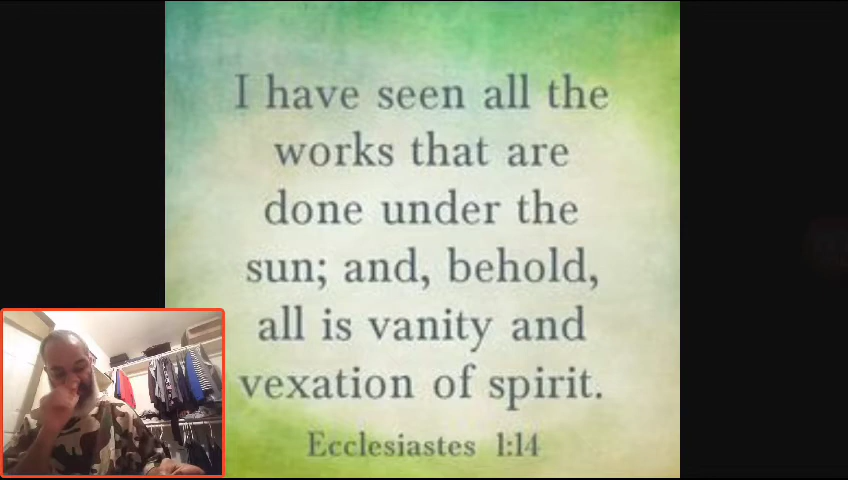 I have seen all the
works that are
done under the
sun; and, behold,
all is vanity and
vexation of spirit.
Ecclesiastes 1:14